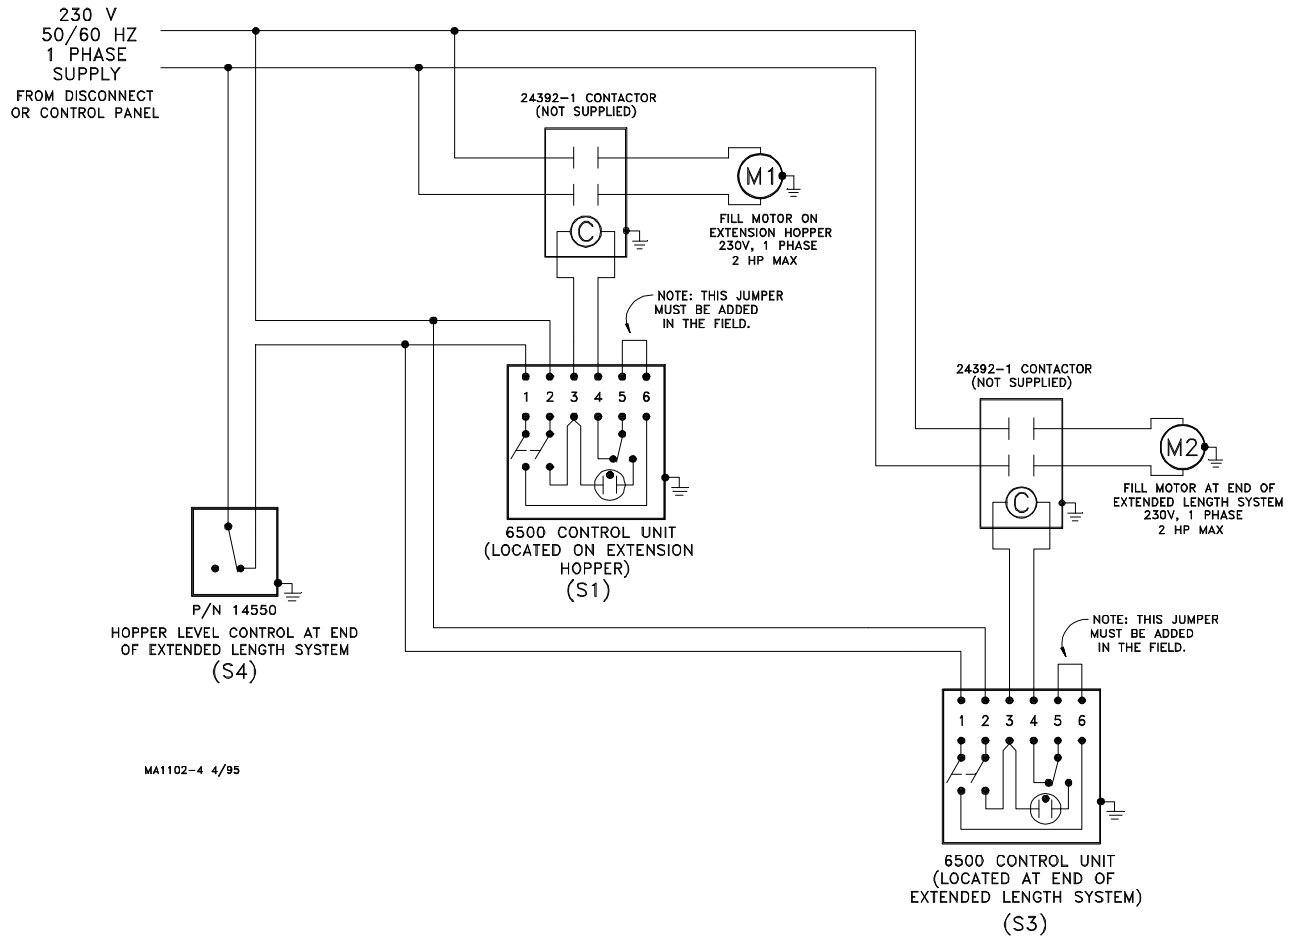 230 V
50/60 HZ
1 PHASE
SUPPLY
FROM DISCONNECT
OR CONTROL PANEL
24392-1 CONTACTOR
(NOT SUPPLIED)
M1
C
FILL MOTOR ON
EXTENSION HOPPER
230V, 1 PHASE
2 HP MAX
NOTE: THIS JUMPER
MUST BE ADDED
IN THE FIELD.
1 2 3 4 5 6
6500 CONTROL UNIT
(LOCATED ON EXTENSION
HOPPER)
(S1)
24392-1 CONTACTOR
(NOT SUPPLIED)
M2
C
FILL MOTOR AT END OF
EXTENDED LENGTH SYSTEM
230V, 1 PHASE
2 HP MAX
P/N 14550
HOPPER LEVEL CONTROL AT END
OF EXTENDED LENGTH SYSTEM
(S4)
NOTE: THIS JUMPER
MUST BE ADDED
IN THE FIELD.
1 2 3 4 5 6
6500 CONTROL UNIT
(LOCATED AT END OF
EXTENDED LENGTH SYSTEM)
(S3)
MA1102-4 4/95